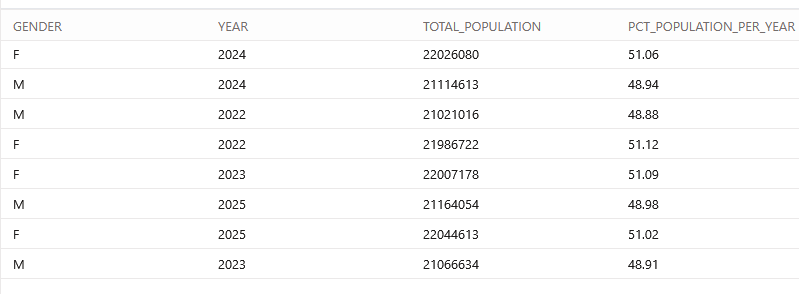 GENDER YEAR TOTAL_POPULATION PCT_POPULATION_PER_YEAR
F 2024 22026080 51.06
M 2024 21114613 48.94
M 2022 21021016 48.88
F 2022 21986722 51.12
F 2023 22007178 51.09
M 2025 21164054 48.98
F 2025 22044613 51.02
M 2023 21066634 48.91